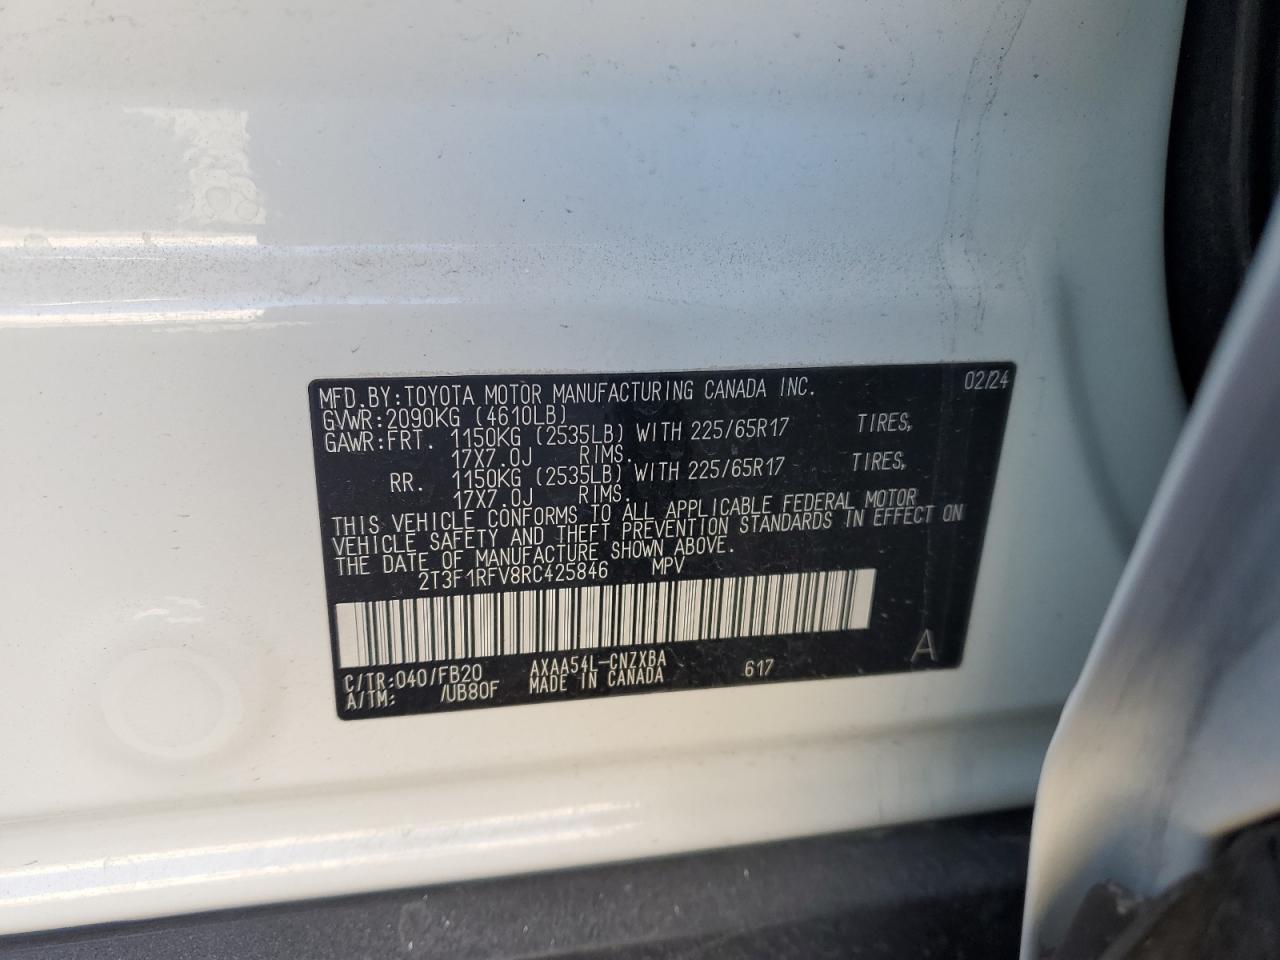 MFD.BY:TOYOTA MOTOR MANUFACTURING CANADA INC. 02/24
GVWR:2090KG (4610LB)
GAWR:FRT. 1150KG (2535LB) WITH 225/65R17 TIRES,
17X7.0J RIMS.
RR. 1150KG (2535LB) WITH 225/65R17 TIRES,
17X7.0J RIMS.
THIS VEHICLE CONFORMS TO ALL APPLICABLE FEDERAL MOTOR
VEHICLE SAFETY AND THEFT PREVENTION STANDARDS IN EFFECT ON
THE DATE OF MANUFACTURE SHOWN ABOVE.
2T3F1RFV8RC425846 MPV
C/TR:040/FB20 AXAA54L-CNZXBA 617 A
A/TM: /UB80F MADE IN CANADA